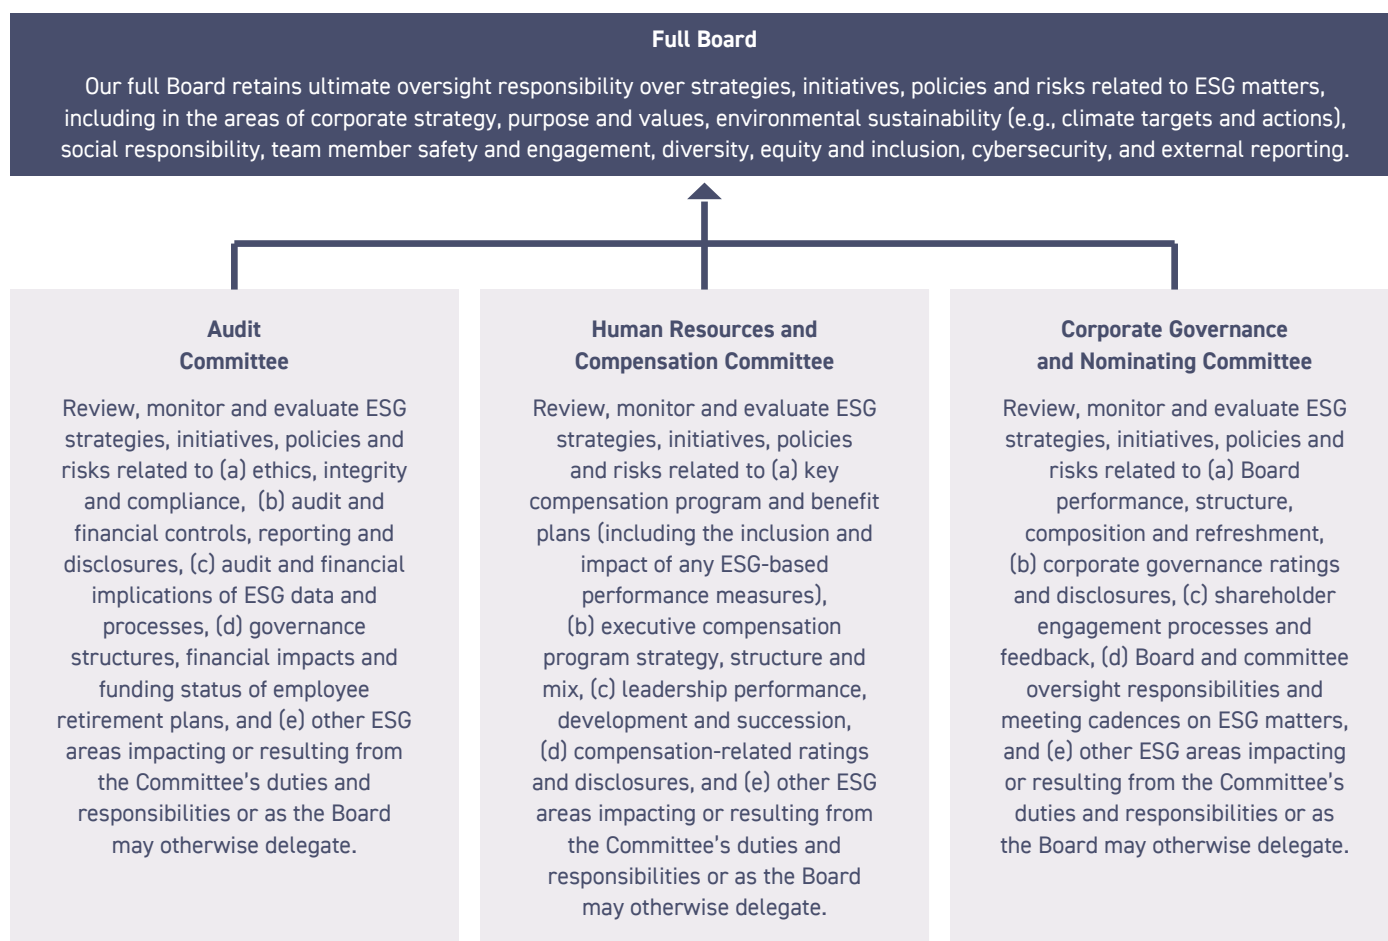 Full Board
Our full Board retains ultimate oversight responsibility over strategies, initiatives, policies and risks related to ESG matters,
including in the areas of corporate strategy, purpose and values, environmental sustainability (e.g., climate targets and actions),
social responsibility, team member safety and engagement, diversity, equity and inclusion, cybersecurity, and external reporting.
Audit
Committee
Review, monitor and evaluate ESG
strategies, initiatives, policies and
risks related to (a) ethics, integrity
and compliance,  (b) audit and
financial controls, reporting and
disclosures, (c) audit and financial
implications of ESG data and
processes, (d) governance
structures, financial impacts and
funding status of employee
retirement plans, and (e) other ESG
areas impacting or resulting from
the Committee's duties and
responsibilities or as the Board
may otherwise delegate.
Human Resources and
Compensation Committee
Review, monitor and evaluate ESG
strategies, initiatives, policies
and risks related to (a) key
compensation program and benefit
plans (including the inclusion and
impact of any ESG-based
performance measures),
(b) executive compensation
program strategy, structure and
mix, (c) leadership performance,
development and succession,
(d) compensation-related ratings
and disclosures, and (e) other ESG
areas impacting or resulting from
the Committee's duties and
responsibilities or as the Board
may otherwise delegate.
Corporate Governance
and Nominating Committee
Review, monitor and evaluate ESG
strategies, initiatives, policies and
risks related to (a) Board
performance, structure,
composition and refreshment,
(b) corporate governance ratings
and disclosures, (c) shareholder
engagement processes and
feedback, (d) Board and committee
oversight responsibilities and
meeting cadences on ESG matters,
and (e) other ESG areas impacting
or resulting from the Committee's
duties and responsibilities or as
the Board may otherwise delegate.